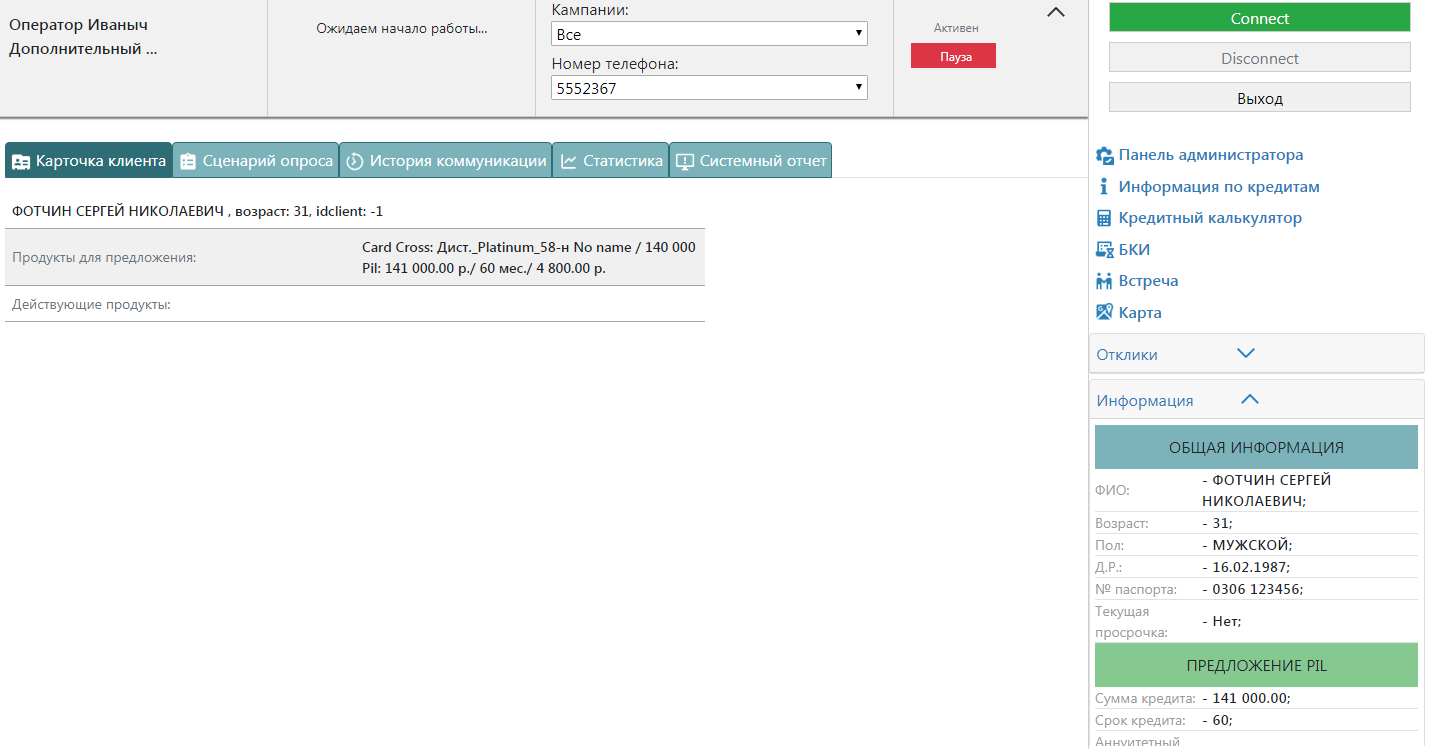 Оператор Иваныч
Дополнительный ...
Ожидаем начало работы...
Кампании:
Все
Номер телефона:
5552367
Активен
Пауза
Connect
Disconnect
Выход
Карточка клиента
Сценарий опроса
История коммуникации
Статистика
Системный отчет
ФОТЧИН СЕРГЕЙ НИКОЛАЕВИЧ , возраст: 31, idclient: -1
Продукты для предложения:
Card Cross: Дист._Platinum_58-н No name / 140 000
Pil: 141 000.00 р./ 60 мес./ 4 800.00 р.
Действующие продукты:
Панель администратора
Информация по кредитам
Кредитный калькулятор
БКИ
Встреча
Карта
Отклики
Информация
ОБЩАЯ ИНФОРМАЦИЯ
ФИО:
- ФОТЧИН СЕРГЕЙ
НИКОЛАЕВИЧ;
Возраст: - 31;
Пол: - МУЖСКОЙ;
Д.Р.: - 16.02.1987;
№ паспорта: - 0306 123456;
Текущая
просрочка:
- Нет;
ПРЕДЛОЖЕНИЕ PIL
Сумма кредита: - 141 000.00;
Срок кредита: - 60;
Аннуитетный